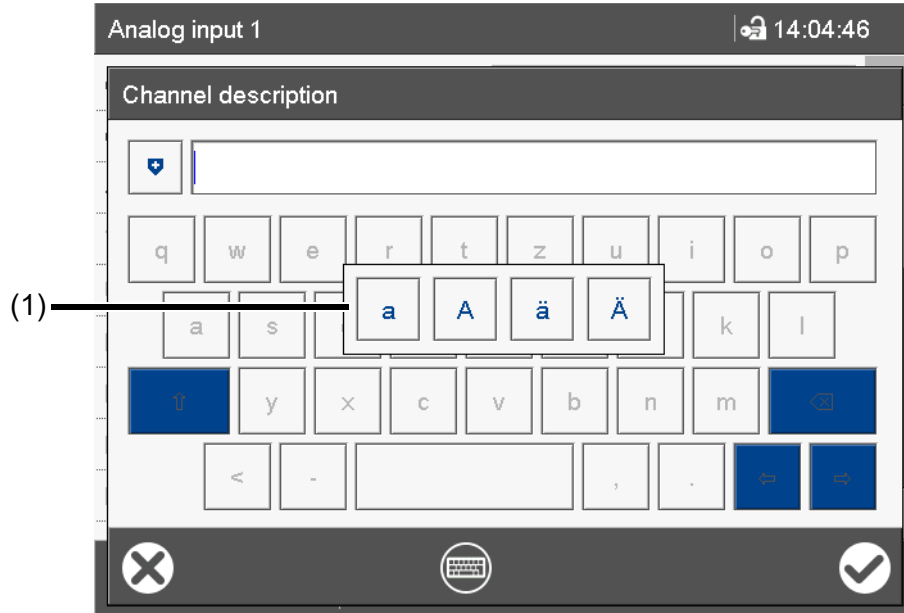 Analog input 1 14:04:46
Channel description
q w e r t z u i o p
(1) a A ä Ä
a s k l
y x c v b n m
< - , .